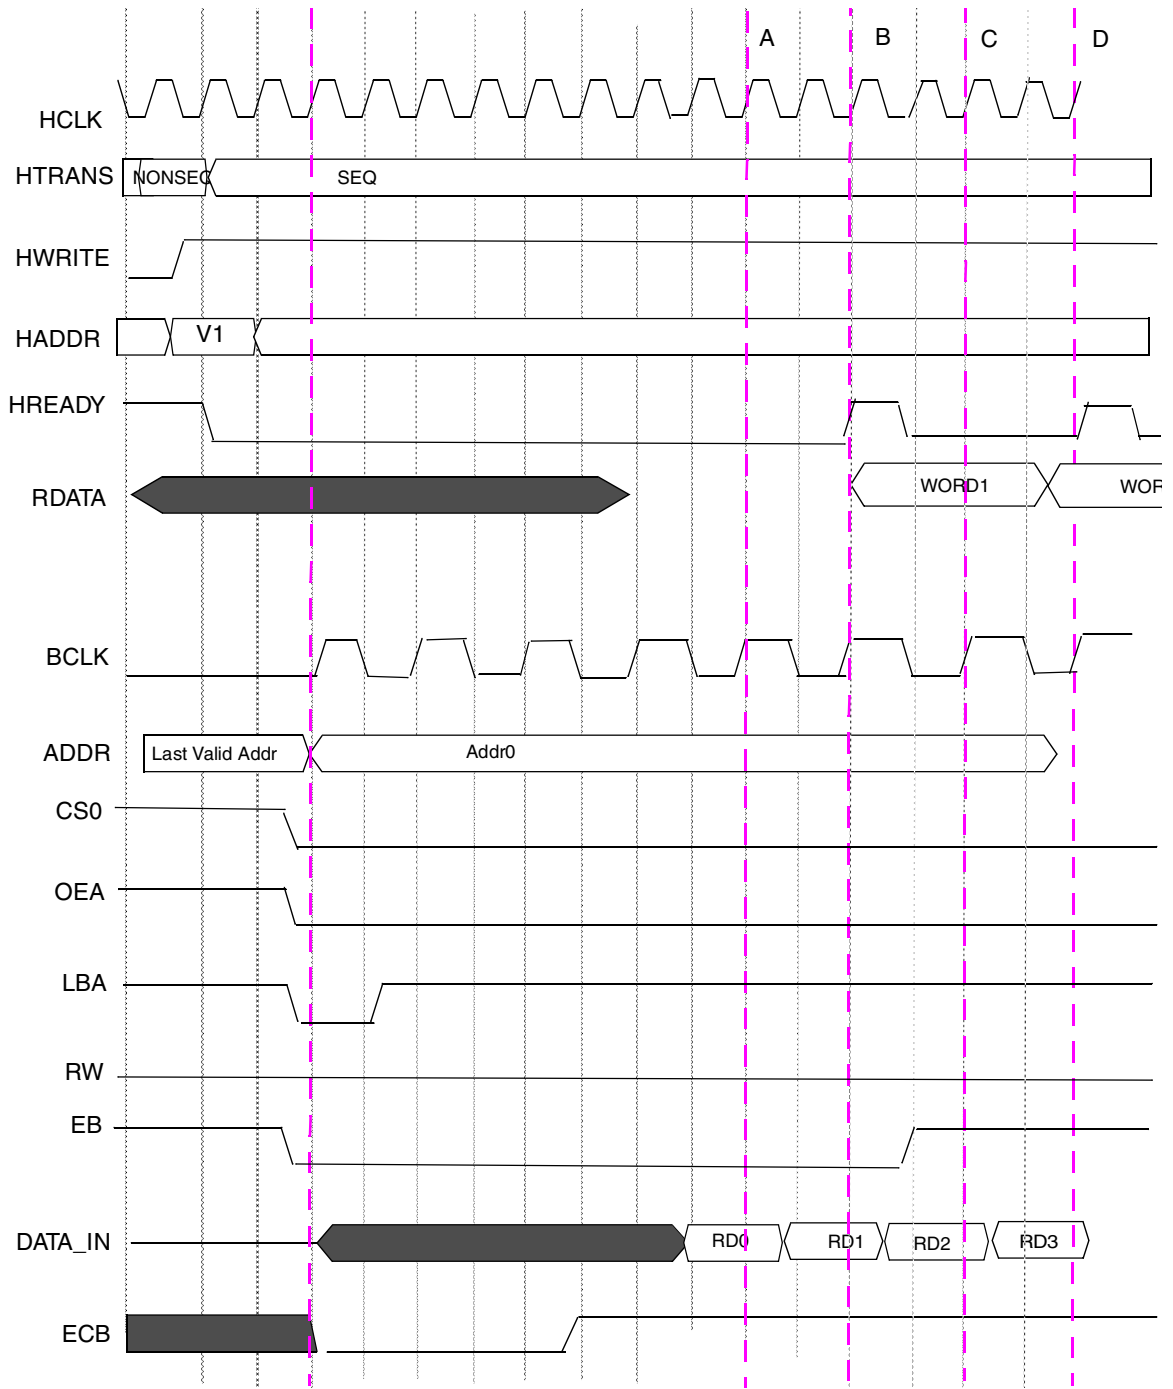 A B C D
HCLK
HTRANS NONSEQ SEQ
HWRITE
HADDR V1
HREADY
RDATA WORD1 WOR
BCLK
ADDR Last Valid Addr Addr0
CS0
OEA
LBA
RW
EB
DATA_IN RD0 RD1 RD2 RD3
ECB